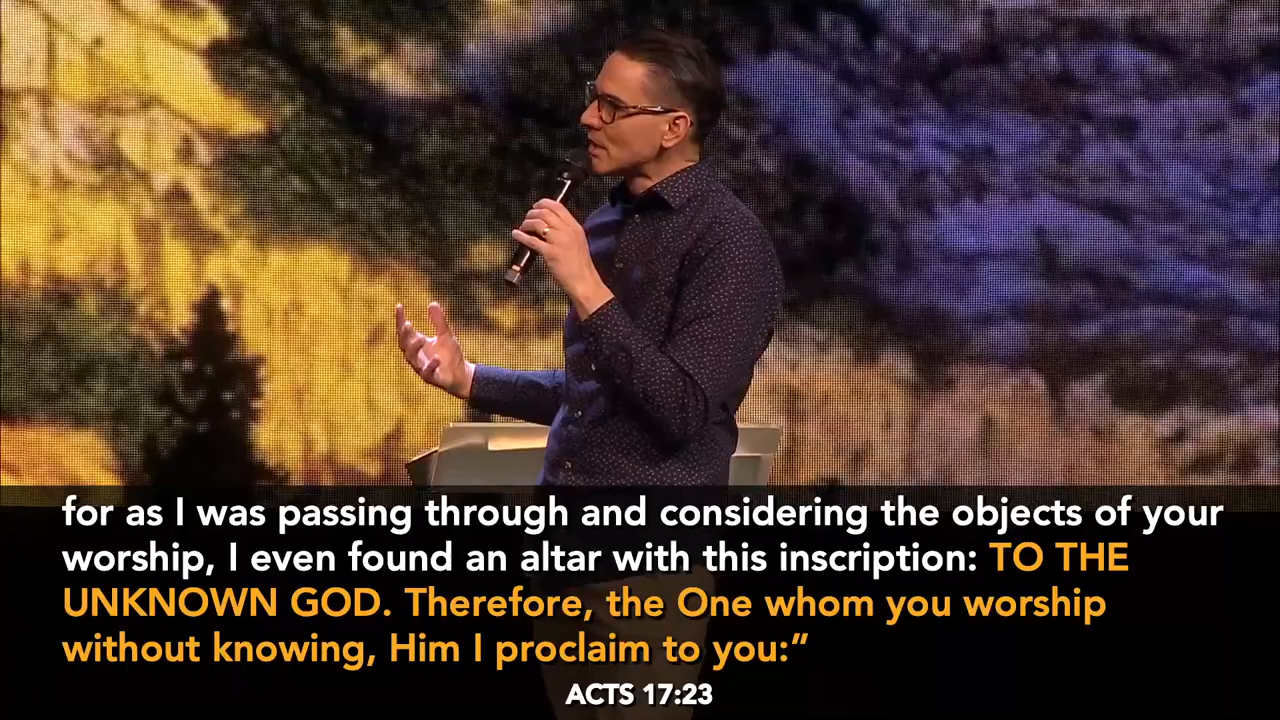 for as I was passing through and considering the objects of your
worship, I even found an altar with this inscription: TO THE
UNKNOWN GOD. Therefore, the One whom you worship
without knowing, Him I proclaim to you:”
ACTS 17:23